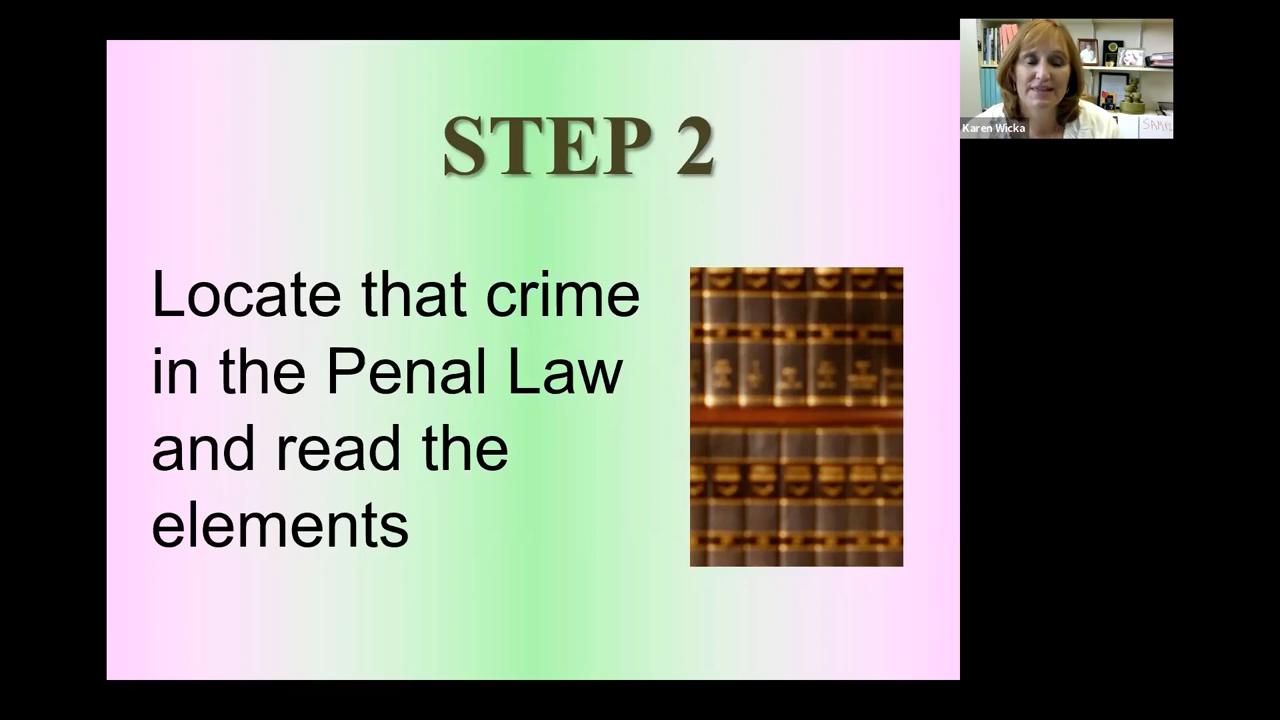 STEP 2
Locate that crime
in the Penal Law
and read the
elements
Karen Wicka